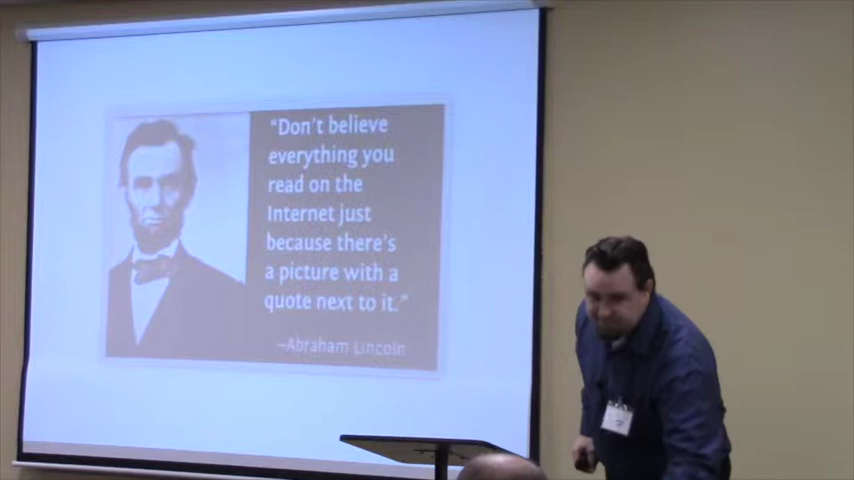 “Don’t believe
everything you
read on the
Internet just
because there’s
a picture with a
quote next to it.”
–Abraham Lincoln